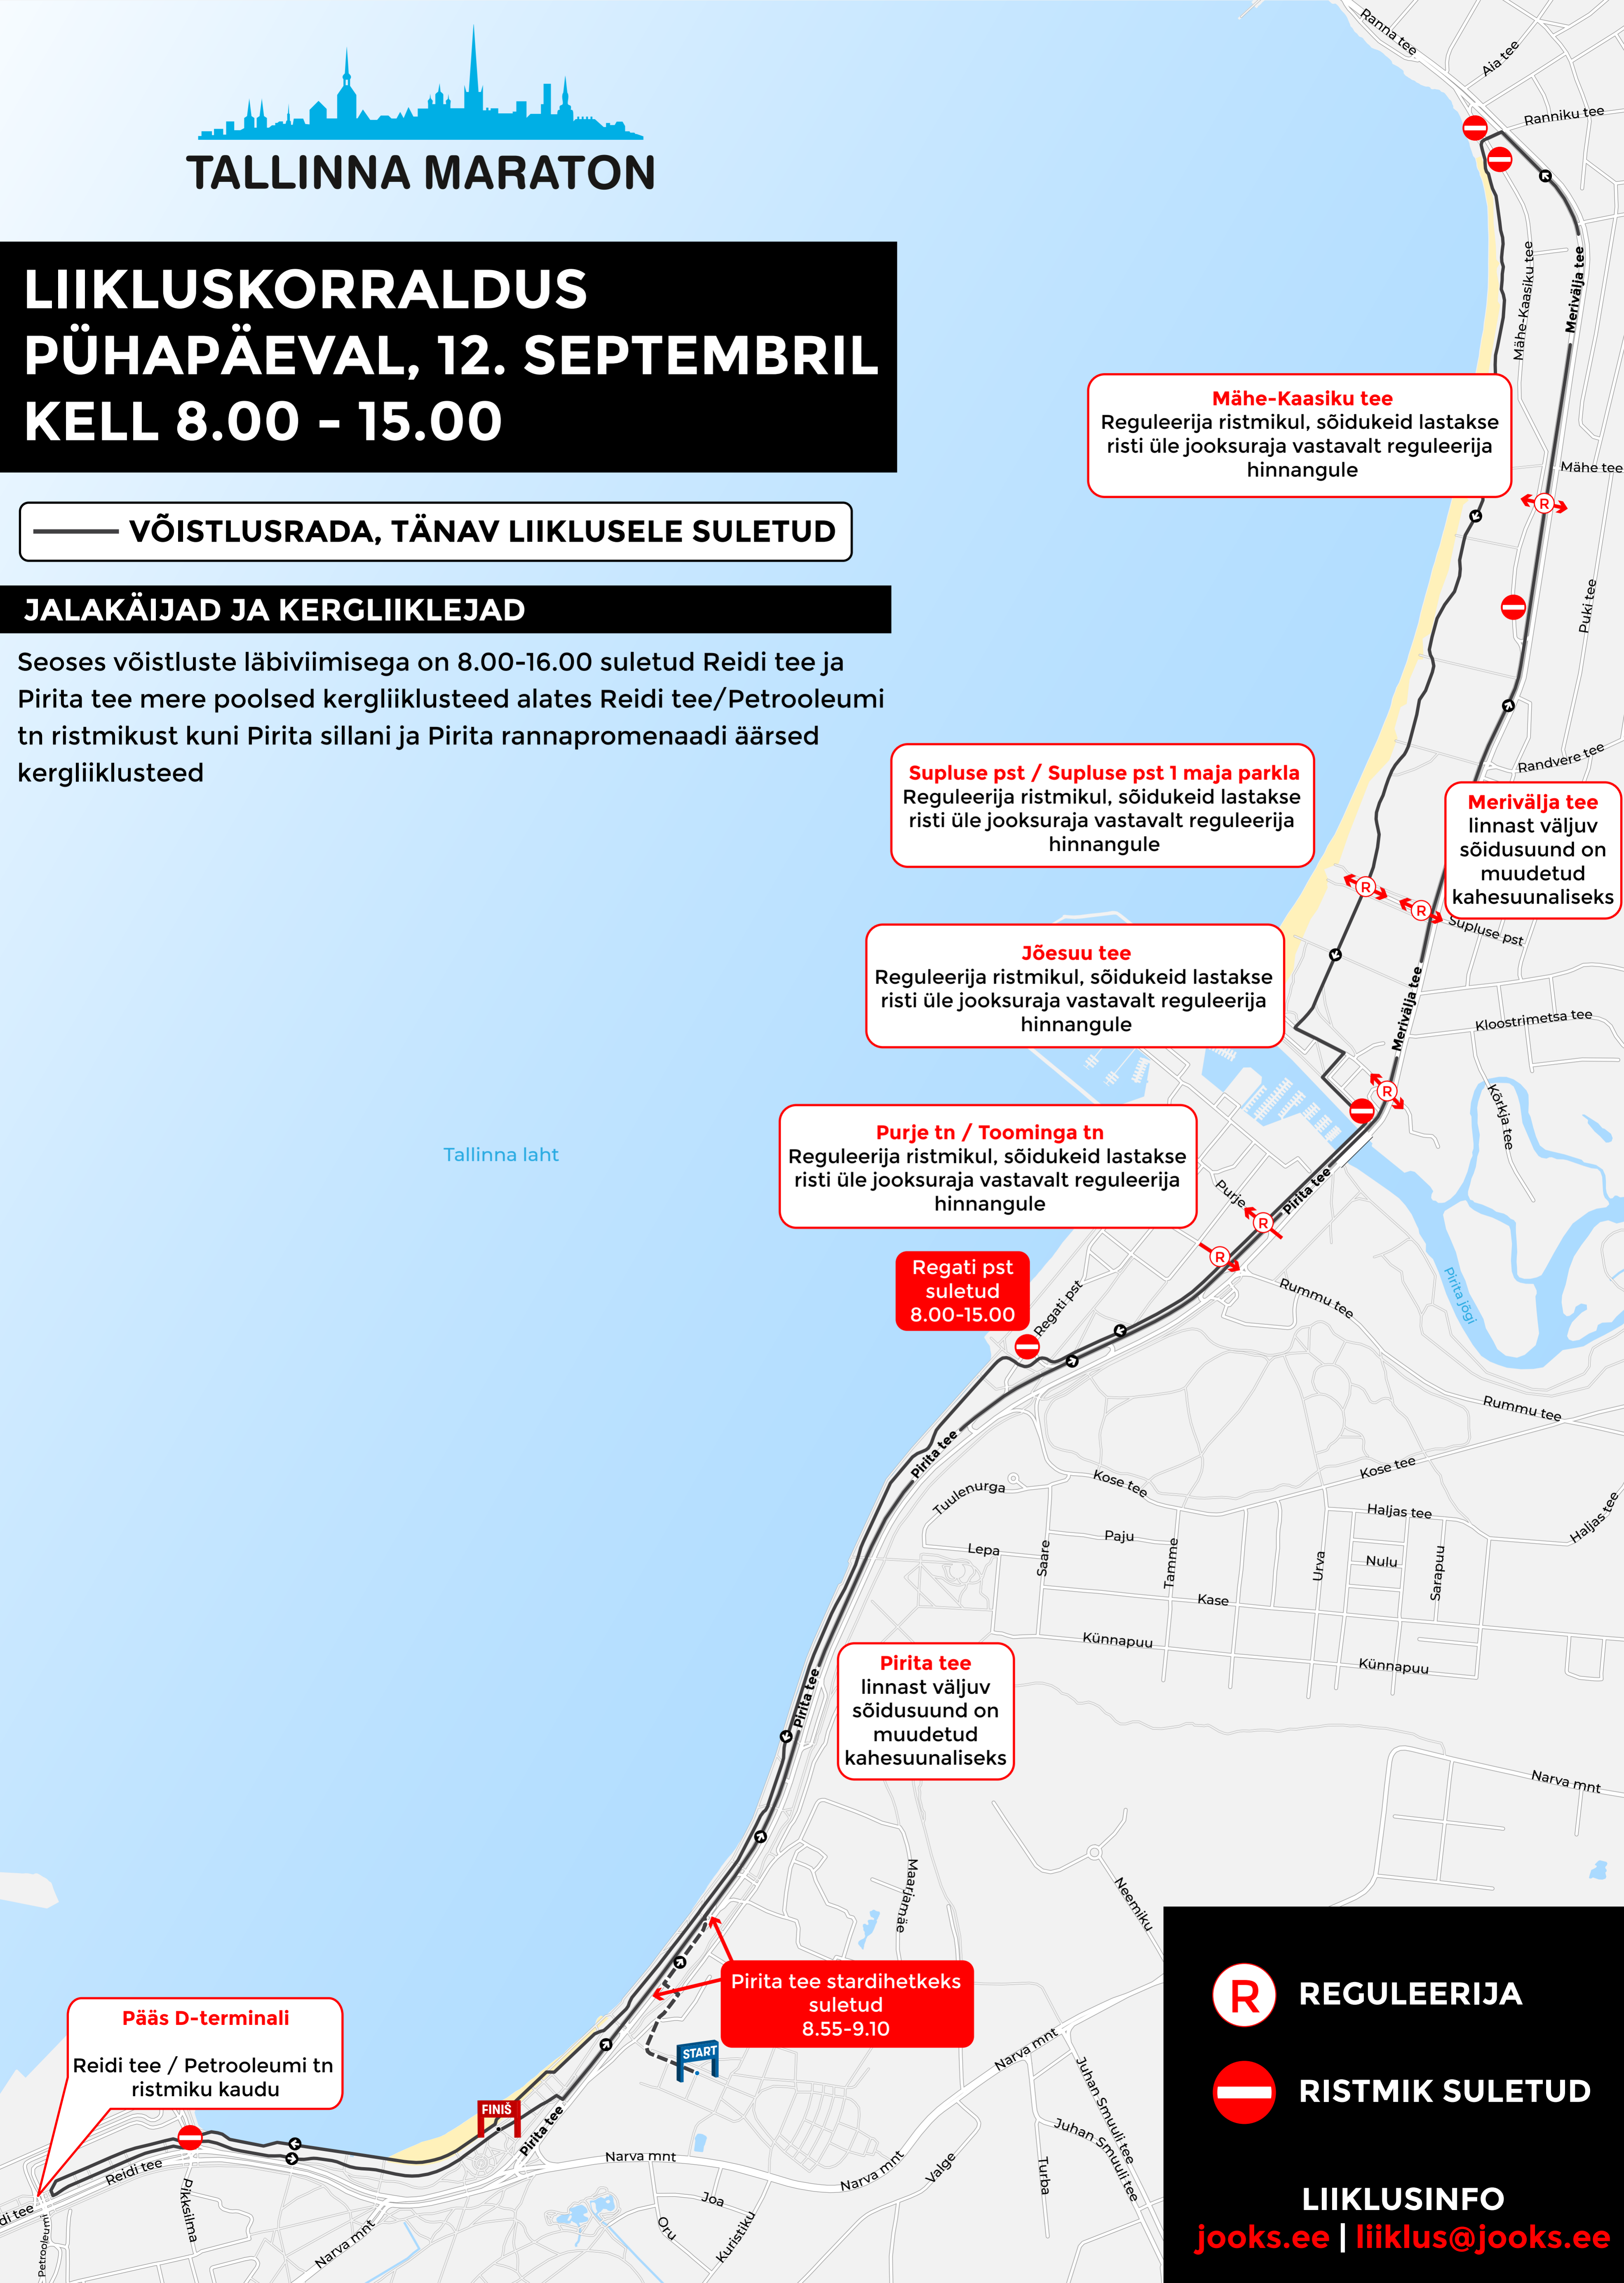 TALLINNA MARATON
LIIKLUSKORRALDUS
PÜHAPÄEVAL, 12. SEPTEMBRIL
KELL 8.00 - 15.00
VÕISTLUSRADA, TÄNAV LIIKLUSELE SULETUD
JALAKÄIJAD JA KERGLIIKLEJAD
Seoses võistluste läbiviimisega on 8.00-16.00 suletud Reidi tee ja
Pirita tee mere poolsed kergliiklusteed alates Reidi tee/Petrooleumi
tn ristmikust kuni Pirita sillani ja Pirita rannapromenaadi äärsed
kergliiklusteed
Ranna tee
Aia tee
Ranniku tee
Mähe-Kaasiku tee
Merivälja tee
Mähe-Kaasiku tee
Reguleerija ristmikul, sõidukeid lastakse
risti üle jooksuraja vastavalt reguleerija
hinnangule
Mähe tee
R
Puki tee
Randvere tee
Supluse pst / Supluse pst 1 maja parkla
Reguleerija ristmikul, sõidukeid lastakse
risti üle jooksuraja vastavalt reguleerija
hinnangule
Merivälja tee
linnast väljuv
sõidusuund on
muudetud
kahesuunaliseks
R
R
Supluse pst
Jõesuu tee
Reguleerija ristmikul, sõidukeid lastakse
risti üle jooksuraja vastavalt reguleerija
hinnangule
Merivälja tee
Kloostrimetsa tee
Kõrkja tee
R
Tallinna laht
Purje tn / Toominga tn
Reguleerija ristmikul, sõidukeid lastakse
risti üle jooksuraja vastavalt reguleerija
hinnangule
Purje
Pirita tee
R
R
Regati pst
suletud
8.00-15.00
Regati pst
Rummu tee
Pirita jõgi
Rummu tee
Pirita tee
Tuulenurga
Kose tee
Kose tee
Haljas tee
Haljas tee
Lepa
Saare
Paju
Tamme
Urva
Nulu
Sarapuu
Kase
Künnapuu
Künnapuu
Pirita tee
Pirita tee
linnast väljuv
sõidusuund on
muudetud
kahesuunaliseks
Narva mnt
Maarjamäe
Neemiku
Pirita tee stardihetkeks
suletud
8.55-9.10
START
Narva mnt
Juhan Smuuli tee
Juhan Smuuli tee
Pääs D-terminali
Reidi tee / Petrooleumi tn
ristmiku kaudu
FINIŠ
Pirita tee
Reidi tee
di tee
Petrooleumi
Pikksilma
Narva mnt
Narva mnt
Joa
Oru
Kuristiku
Narva mnt
Valge
Turba
R REGULEERIJA
RISTMIK SULETUD
LIIKLUSINFO
jooks.ee | liiklus@jooks.ee